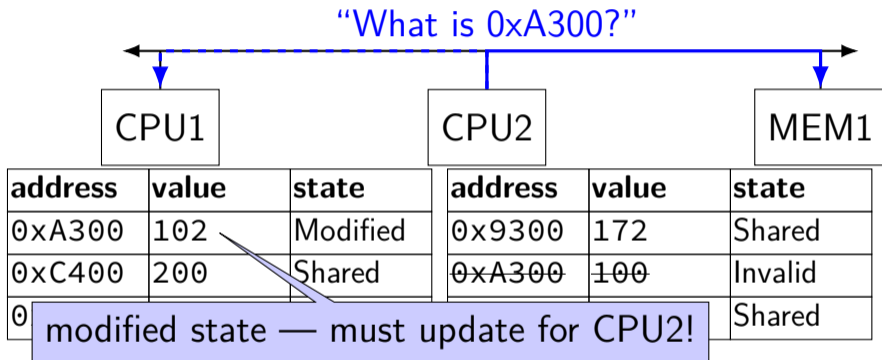 “What is 0xA300?”
CPU1 CPU2 MEM1
address value state address value state
0xA300 102 Modified 0x9300 172 Shared
0xC400 200 Shared 0xA300 100 Invalid
0 Shared
modified state — must update for CPU2!